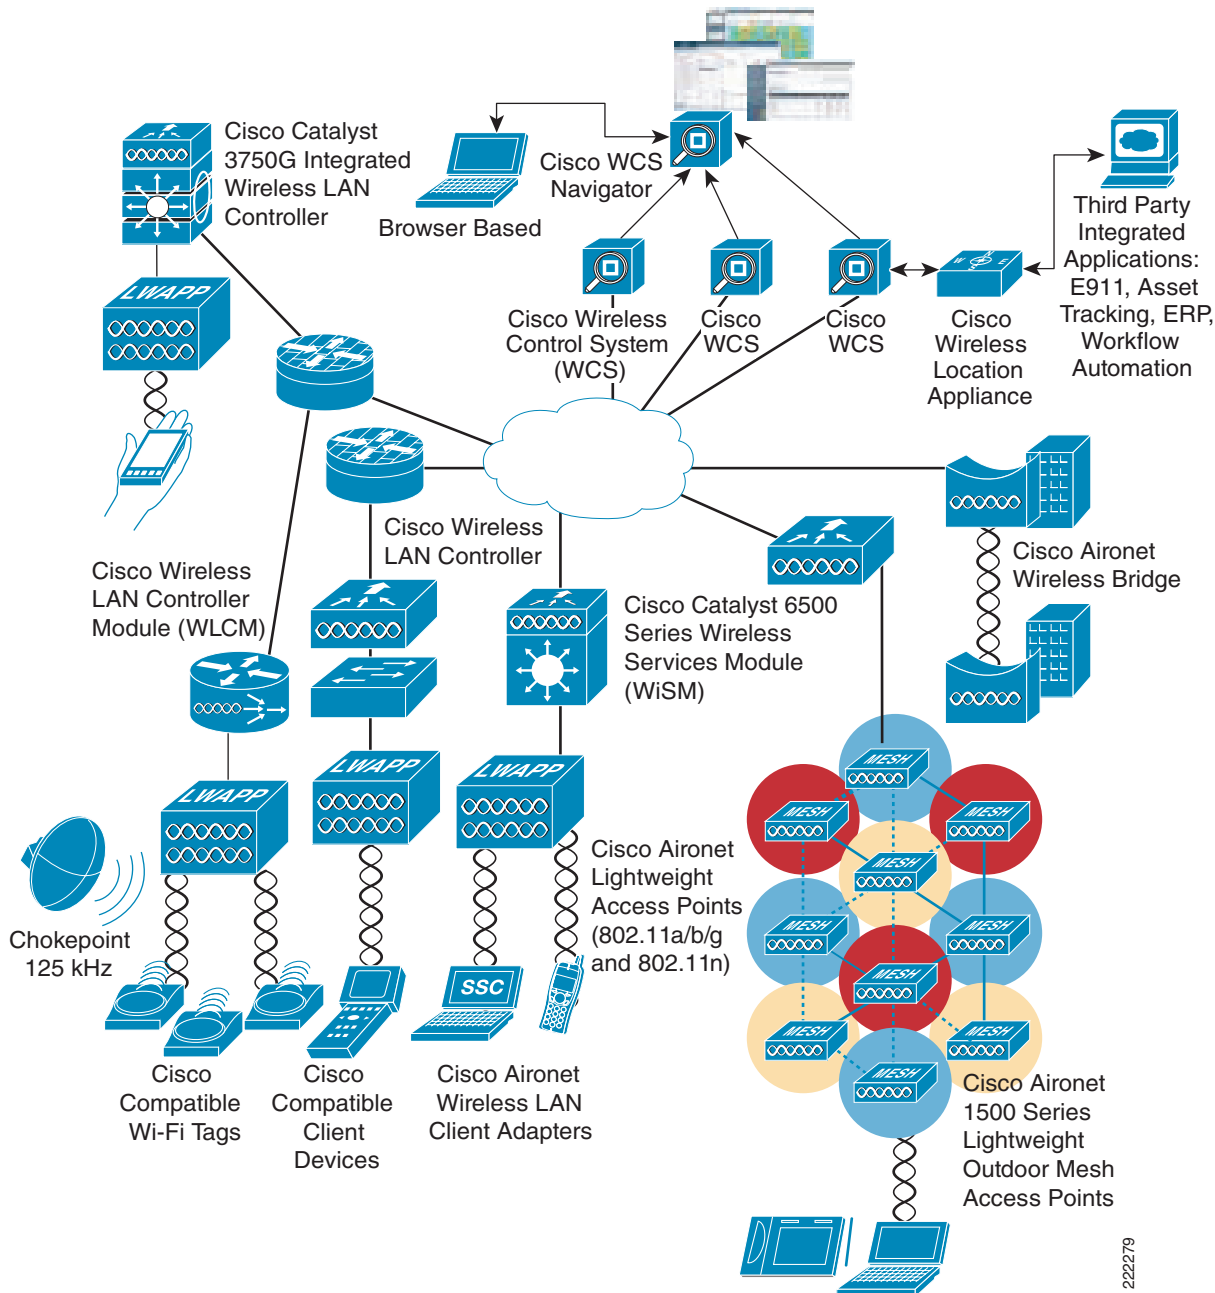 Cisco Catalyst
3750G Integrated
Wireless LAN
Controller
Browser Based
Cisco WCS
Navigator
Third Party
Integrated
Applications:
E911, Asset
Tracking, ERP,
Workflow
Automation
LWAPP
Cisco Wireless
Control System
(WCS)
Cisco
WCS
Cisco
WCS
W
N
E
Cisco
Wireless
Location
Appliance
Cisco Wireless
LAN Controller
Cisco Wireless
LAN Controller
Module (WLCM)
Cisco Catalyst 6500
Series Wireless
Services Module
(WiSM)
Cisco Aironet
Wireless Bridge
LWAPP
LWAPP
LWAPP
Chokepoint
125 kHz
Cisco Aironet
Lightweight
Access Points
(802.11a/b/g
and 802.11n)
SSC
MESH
MESH
MESH
MESH
MESH
MESH
MESH
MESH
MESH
MESH
Cisco
Compatible
Wi-Fi Tags
Cisco
Compatible
Client
Devices
Cisco Aironet
Wireless LAN
Client Adapters
Cisco Aironet
1500 Series
Lightweight
Outdoor Mesh
Access Points
222279